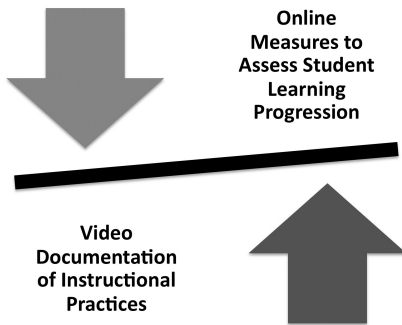 Online
Measures to
Assess Student
Learning
Progression
Video
Documentation
of Instructional
Practices